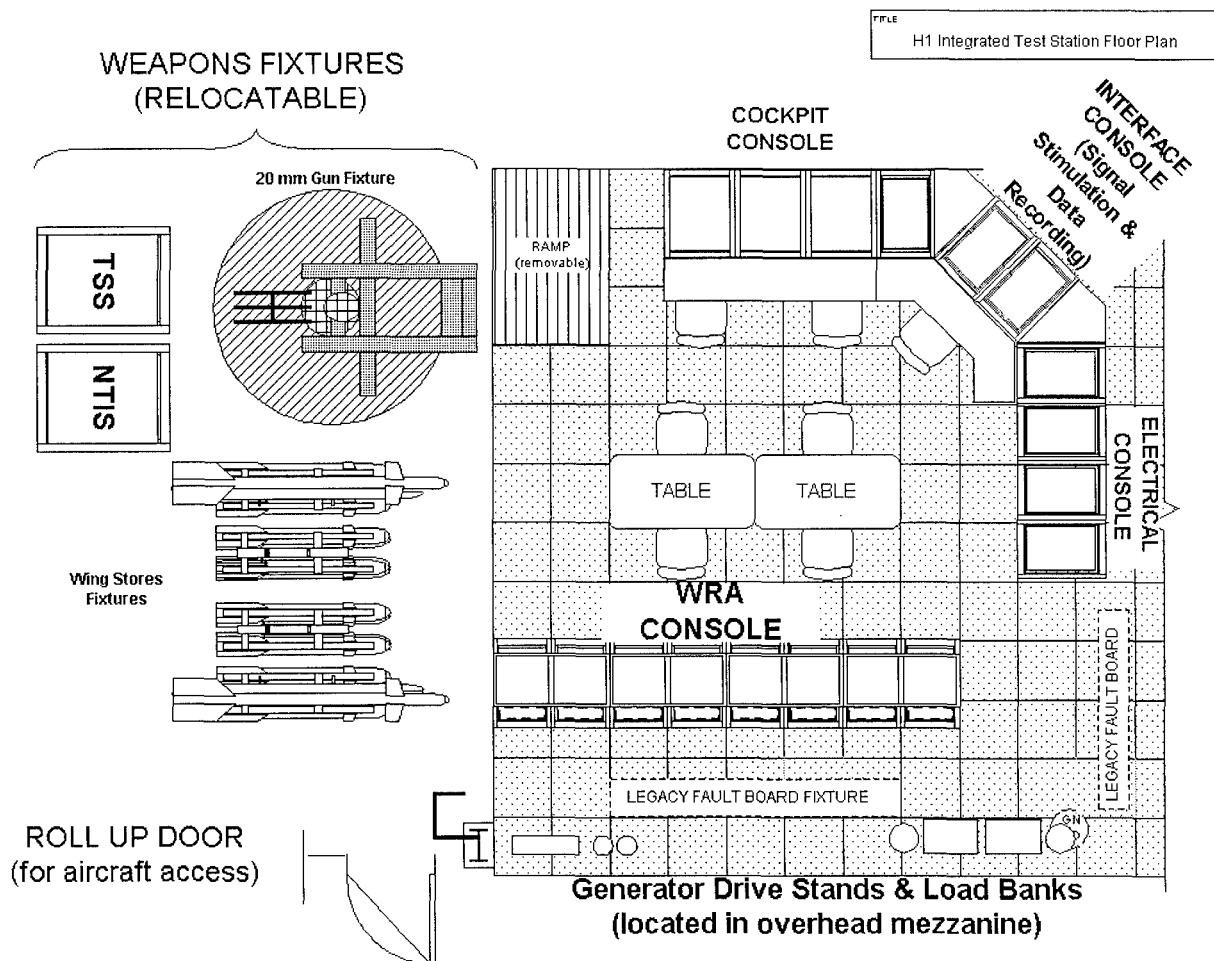 TITLE
H1 Integrated Test Station Floor Plan
WEAPONS FIXTURES
(RELOCATABLE)
COCKPIT
CONSOLE
INTERFACE
CONSOLE
(Signal
Stimulation &
Data
Recording)
20 mm Gun Fixture
TSS
NTIS
RAMP
(removable)
ELECTRICAL
CONSOLE
TABLE
TABLE
Wing Stores
Fixtures
WRA
CONSOLE
LEGACY FAULT BOARD
LEGACY FAULT BOARD FIXTURE
GN
ROLL UP DOOR
(for aircraft access)
Generator Drive Stands & Load Banks
(located in overhead mezzanine)